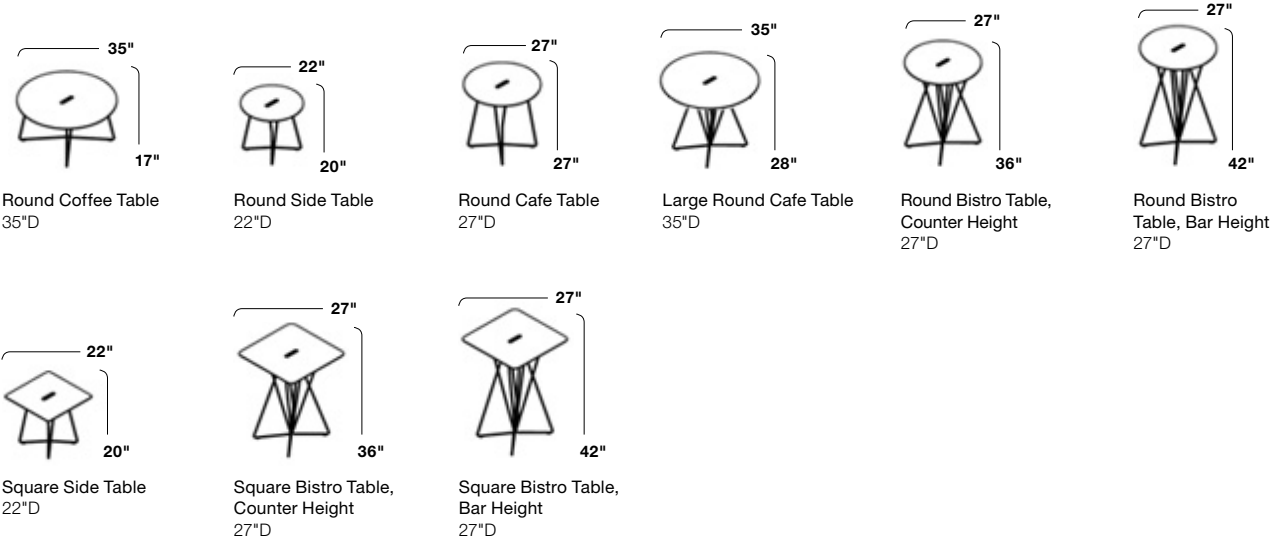 35"
17"
Round Coffee Table
35"D
22"
20"
Round Side Table
22"D
27"
27"
Round Cafe Table
27"D
35"
28"
Large Round Cafe Table
35"D
27"
36"
Round Bistro Table,
Counter Height
27"D
27"
42"
Round Bistro
Table, Bar Height
27"D
22"
20"
Square Side Table
22"D
27"
36"
Square Bistro Table,
Counter Height
27"D
27"
42"
Square Bistro Table,
Bar Height
27"D